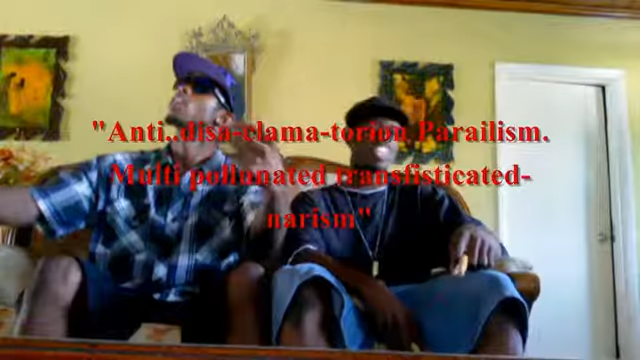 "Anti..disa-clama-torion.Parailism.
Multi pollunated transfisticated-
narism"